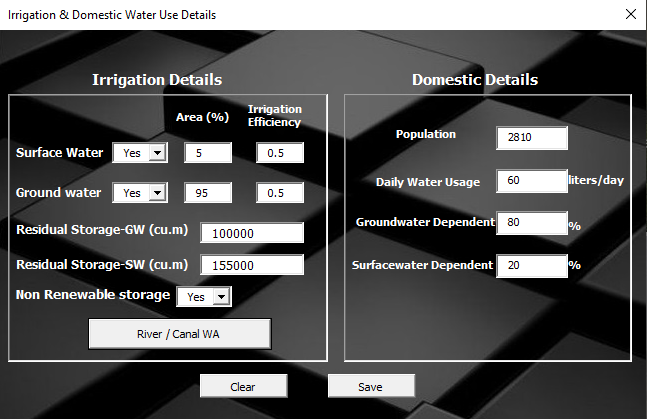 Irrigation & Domestic Water Use Details
Irrigation Details
Area (%) Irrigation Efficiency
Surface Water Yes 5 0.5
Ground water Yes 95 0.5
Residual Storage-GW (cu.m) 100000
Residual Storage-SW (cu.m) 155000
Non Renewable storage Yes
River / Canal WA
Domestic Details
Population 2810
Daily Water Usage 60 liters/day
Groundwater Dependent 80 %
Surfacewater Dependent 20 %
Clear Save